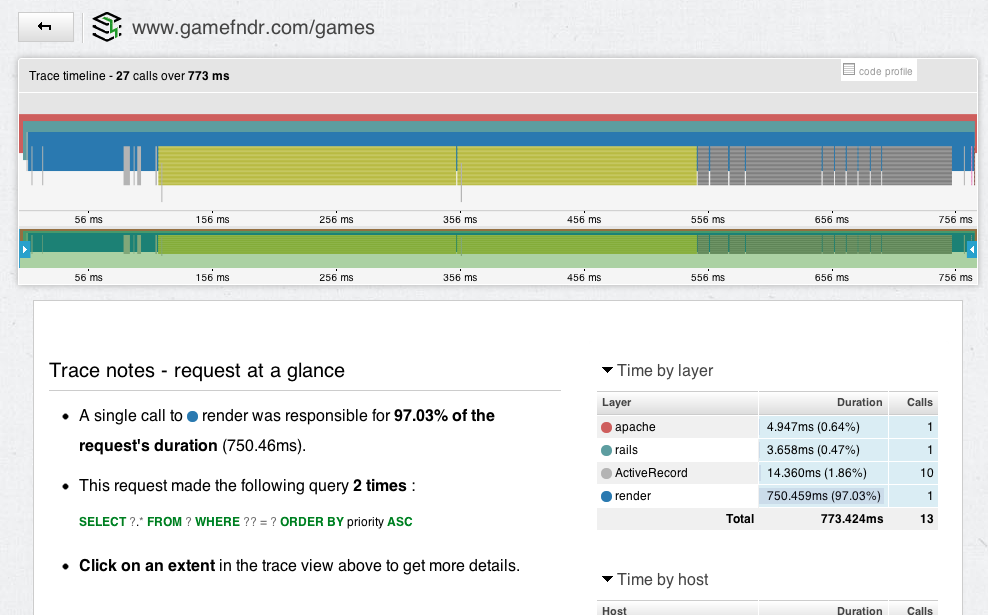 www.gamefndr.com/games
Trace timeline - 27 calls over 773 ms
code profile
56 ms 156 ms 256 ms 356 ms 456 ms 556 ms 656 ms 756 ms
56 ms 156 ms 256 ms 356 ms 456 ms 556 ms 656 ms 756 ms
Trace notes - request at a glance
• A single call to render was responsible for 97.03% of the
request's duration (750.46ms).
• This request made the following query 2 times :
SELECT ?.* FROM ? WHERE ?? = ? ORDER BY priority ASC
• Click on an extent in the trace view above to get more details.
Time by layer
Layer Duration Calls
apache 4.947ms (0.64%) 1
rails 3.658ms (0.47%) 1
ActiveRecord 14.360ms (1.86%) 10
render 750.459ms (97.03%) 1
Total 773.424ms 13
Time by host
Host Duration Calls